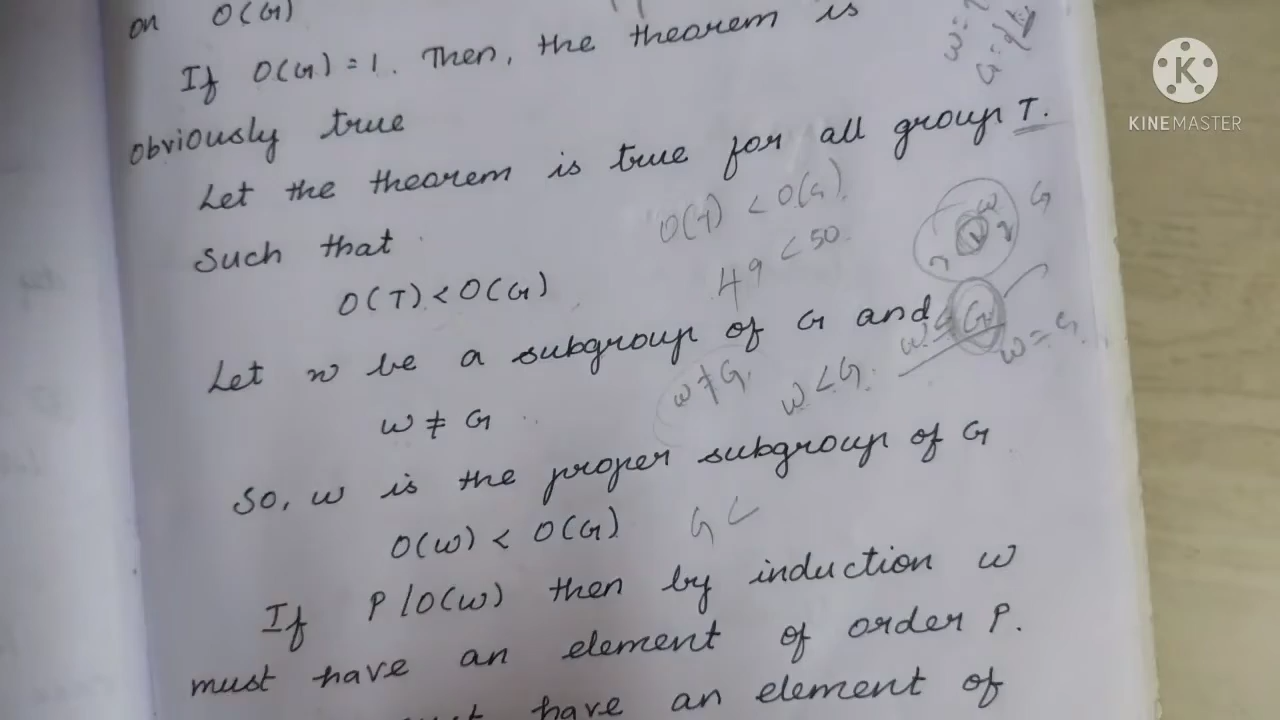 on O(G)
If O(G) = 1. Then, the theorem is
obviously true
Let the theorem is true for all group T.
Such that
O(T) < O(G)
O(T) < O(G).
49 < 50.
Let w be a subgroup of G and
w ≠ G
w ≠ G.
w < G.
w = G.
So, w is the proper subgroup of G
O(w) < O(G)
G <
If P/O(w) then by induction w
must have an element of order P.
have an element of
K
KINEMASTER